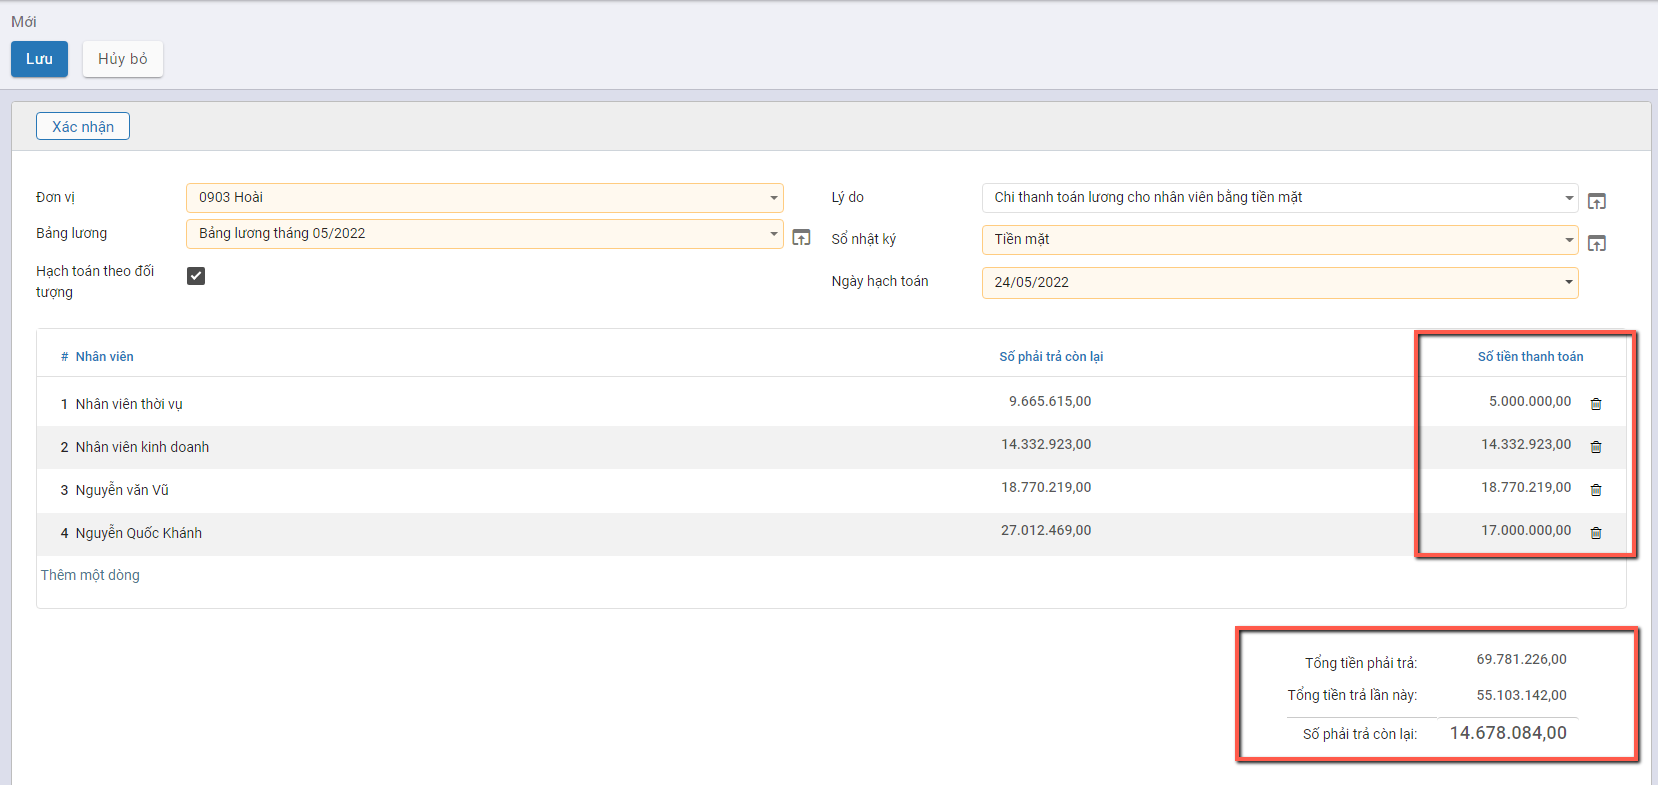 Mới
Lưu Hủy bỏ
Xác nhận
Đơn vị 0903 Hoài Lý do Chi thanh toán lương cho nhân viên bằng tiền mặt
Bảng lương Bảng lương tháng 05/2022 Sổ nhật ký Tiền mặt
Hạch toán theo đối tượng Ngày hạch toán 24/05/2022
# Nhân viên Số phải trả còn lại Số tiền thanh toán
1 Nhân viên thời vụ 9.665.615,00 5.000.000,00
2 Nhân viên kinh doanh 14.332.923,00 14.332.923,00
3 Nguyễn văn Vũ 18.770.219,00 18.770.219,00
4 Nguyễn Quốc Khánh 27.012.469,00 17.000.000,00
Thêm một dòng
Tổng tiền phải trả: 69.781.226,00
Tổng tiền trả lần này: 55.103.142,00
Số phải trả còn lại: 14.678.084,00